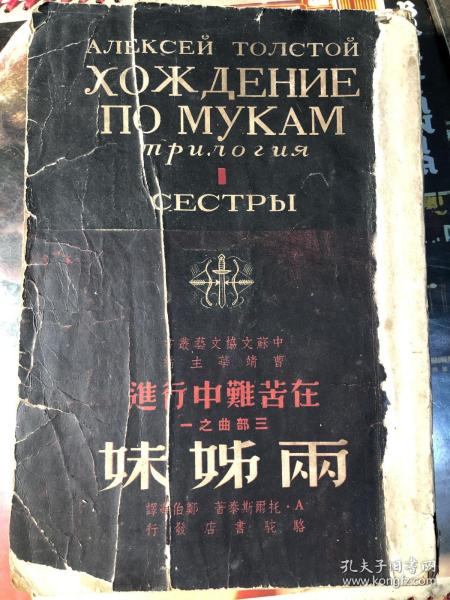 АЛЕКСЕЙ ТОЛСТОЙ
ХОЖДЕНИЕ
ПО МУКАМ
трилогия
I
СЕСТРЫ
中蘇文協文藝叢書
曹靖華主
在苦難中行進
三部曲之一
兩姊妹
A·托爾斯泰著 鄭伯 譯
駱駝書店發行
孔夫子旧书网
www.kongfz.com